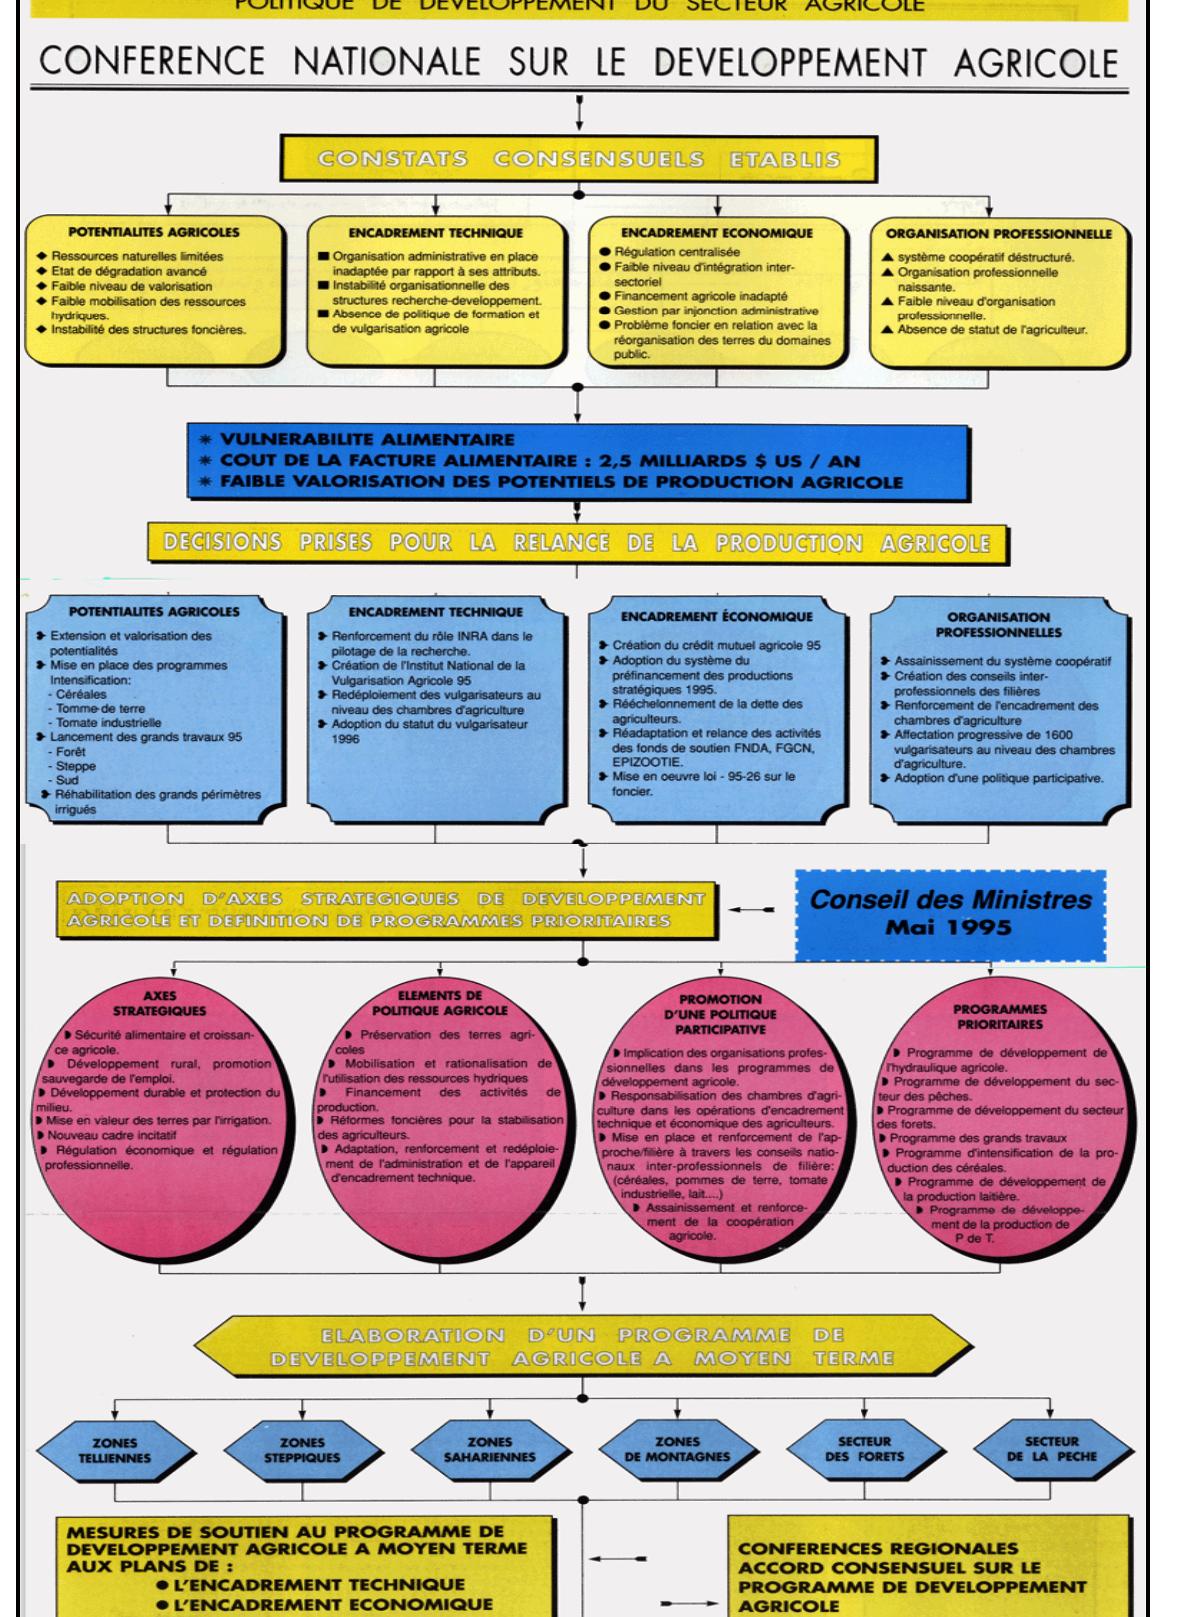 POLITIQUE DE DEVELOPPEMENT DU SECTEUR AGRICOLE
CONFERENCE NATIONALE SUR LE DEVELOPPEMENT AGRICOLE
CONSTATS CONSENSUELS ETABLIS
POTENTIALITES AGRICOLES
◆ Ressources naturelles limitées
◆ Etat de dégradation avancé
◆ Faible niveau de valorisation
◆ Faible mobilisation des ressources
hydriques.
◆ Instabilité des structures foncières.
ENCADREMENT TECHNIQUE
■ Organisation administrative en place
inadaptée par rapport à ses attributs.
■ Instabilité organisationnelle des
structures recherche-developpement.
■ Absence de politique de formation et
de vulgarisation agricole
ENCADREMENT ECONOMIQUE
● Régulation centralisée
● Faible niveau d'intégration inter-
sectoriel
● Financement agricole inadapté
● Gestion par injonction administrative
● Problème foncier en relation avec la
réorganisation des terres du domaines
public.
ORGANISATION PROFESSIONNELLE
▲ système coopératif déstructuré.
▲ Organisation professionnelle
naissante.
▲ Faible niveau d'organisation
professionnelle.
▲ Absence de statut de l'agriculteur.
✳ VULNERABILITE ALIMENTAIRE
✳ COUT DE LA FACTURE ALIMENTAIRE : 2,5 MILLIARDS $ US / AN
✳ FAIBLE VALORISATION DES POTENTIELS DE PRODUCTION AGRICOLE
DECISIONS PRISES POUR LA RELANCE DE LA PRODUCTION AGRICOLE
POTENTIALITES AGRICOLES
❥ Extension et valorisation des
potentialités
❥ Mise en place des programmes
Intensification:
- Céréales
- Tomme de terre
- Tomate industrielle
❥ Lancement des grands travaux 95
- Forêt
- Steppe
- Sud
❥ Réhabilitation des grands périmètres
irrigués
ENCADREMENT TECHNIQUE
❥ Renforcement du rôle INRA dans le
pilotage de la recherche.
❥ Création de l'Institut National de la
Vulgarisation Agricole 95
❥ Redéploiement des vulgarisateurs au
niveau des chambres d'agriculture
❥ Adoption du statut du vulgarisateur
1996
ENCADREMENT ÉCONOMIQUE
❥ Création du crédit mutuel agricole 95
❥ Adoption du système du
préfinancement des productions
stratégiques 1995.
❥ Rééchelonnement de la dette des
agriculteurs.
❥ Réadaptation et relance des activités
des fonds de soutien FNDA, FGCN,
EPIZOOTIE.
❥ Mise en oeuvre loi - 95-26 sur le
foncier.
ORGANISATION
PROFESSIONNELLES
❥ Assainissement du système coopératif
❥ Création des conseils inter-
professionnels des filières
❥ Renforcement de l'encadrement des
chambres d'agriculture
❥ Affectation progressive de 1600
vulgarisateurs au niveau des chambres
d'agriculture.
❥ Adoption d'une politique participative.
ADOPTION D'AXES STRATEGIQUES DE DEVELOPPEMENT
AGRICOLE ET DEFINITION DE PROGRAMMES PRIORITAIRES
Conseil des Ministres
Mai 1995
AXES
STRATEGIQUES
◗ Sécurité alimentaire et croissan-
ce agricole.
◗ Développement rural, promotion
sauvegarde de l'emploi.
◗ Développement durable et protection du
milieu.
◗ Mise en valeur des terres par l'irrigation.
◗ Nouveau cadre incitatif
◗ Régulation économique et régulation
professionnelle.
ELEMENTS DE
POLITIQUE AGRICOLE
◗ Préservation des terres agri-
coles
◗ Mobilisation et rationalisation de
l'utilisation des ressources hydriques
◗ Financement des activités de
production.
◗ Réformes foncières pour la stabilisation
des agriculteurs.
◗ Adaptation, renforcement et redéploie-
ment de l'administration et de l'appareil
d'encadrement technique.
PROMOTION
D'UNE POLITIQUE
PARTICIPATIVE
◗ Implication des organisations profes-
sionnelles dans les programmes de
développement agricole.
◗ Responsabilisation des chambres d'agri-
culture dans les opérations d'encadrement
technique et économique des agriculteurs.
◗ Mise en place et renforcement de l'ap-
proche/filière à travers les conseils natio-
naux inter-professionnels de filière:
(céréales, pommes de terre, tomate
industrielle, lait....)
◗ Assainissement et renforce-
ment de la coopération
agricole.
PROGRAMMES
PRIORITAIRES
◗ Programme de développement de
l'hydraulique agricole.
◗ Programme de développement du sec-
teur des pêches.
◗ Programme de développement du secteur
des forets.
◗ Programme des grands travaux
◗ Programme d'intensification de la pro-
duction des céréales.
◗ Programme de développement de
la production laitière.
◗ Programme de développe-
ment de la production de
P de T.
ELABORATION D'UN PROGRAMME DE
DEVELOPPEMENT AGRICOLE A MOYEN TERME
ZONES
TELLIENNES
ZONES
STEPPIQUES
ZONES
SAHARIENNES
ZONES
DE MONTAGNES
SECTEUR
DES FORETS
SECTEUR
DE LA PECHE
MESURES DE SOUTIEN AU PROGRAMME DE
DEVELOPPEMENT AGRICOLE A MOYEN TERME
AUX PLANS DE :
● L'ENCADREMENT TECHNIQUE
● L'ENCADREMENT ECONOMIQUE
CONFERENCES REGIONALES
ACCORD CONSENSUEL SUR LE
PROGRAMME DE DEVELOPPEMENT
AGRICOLE